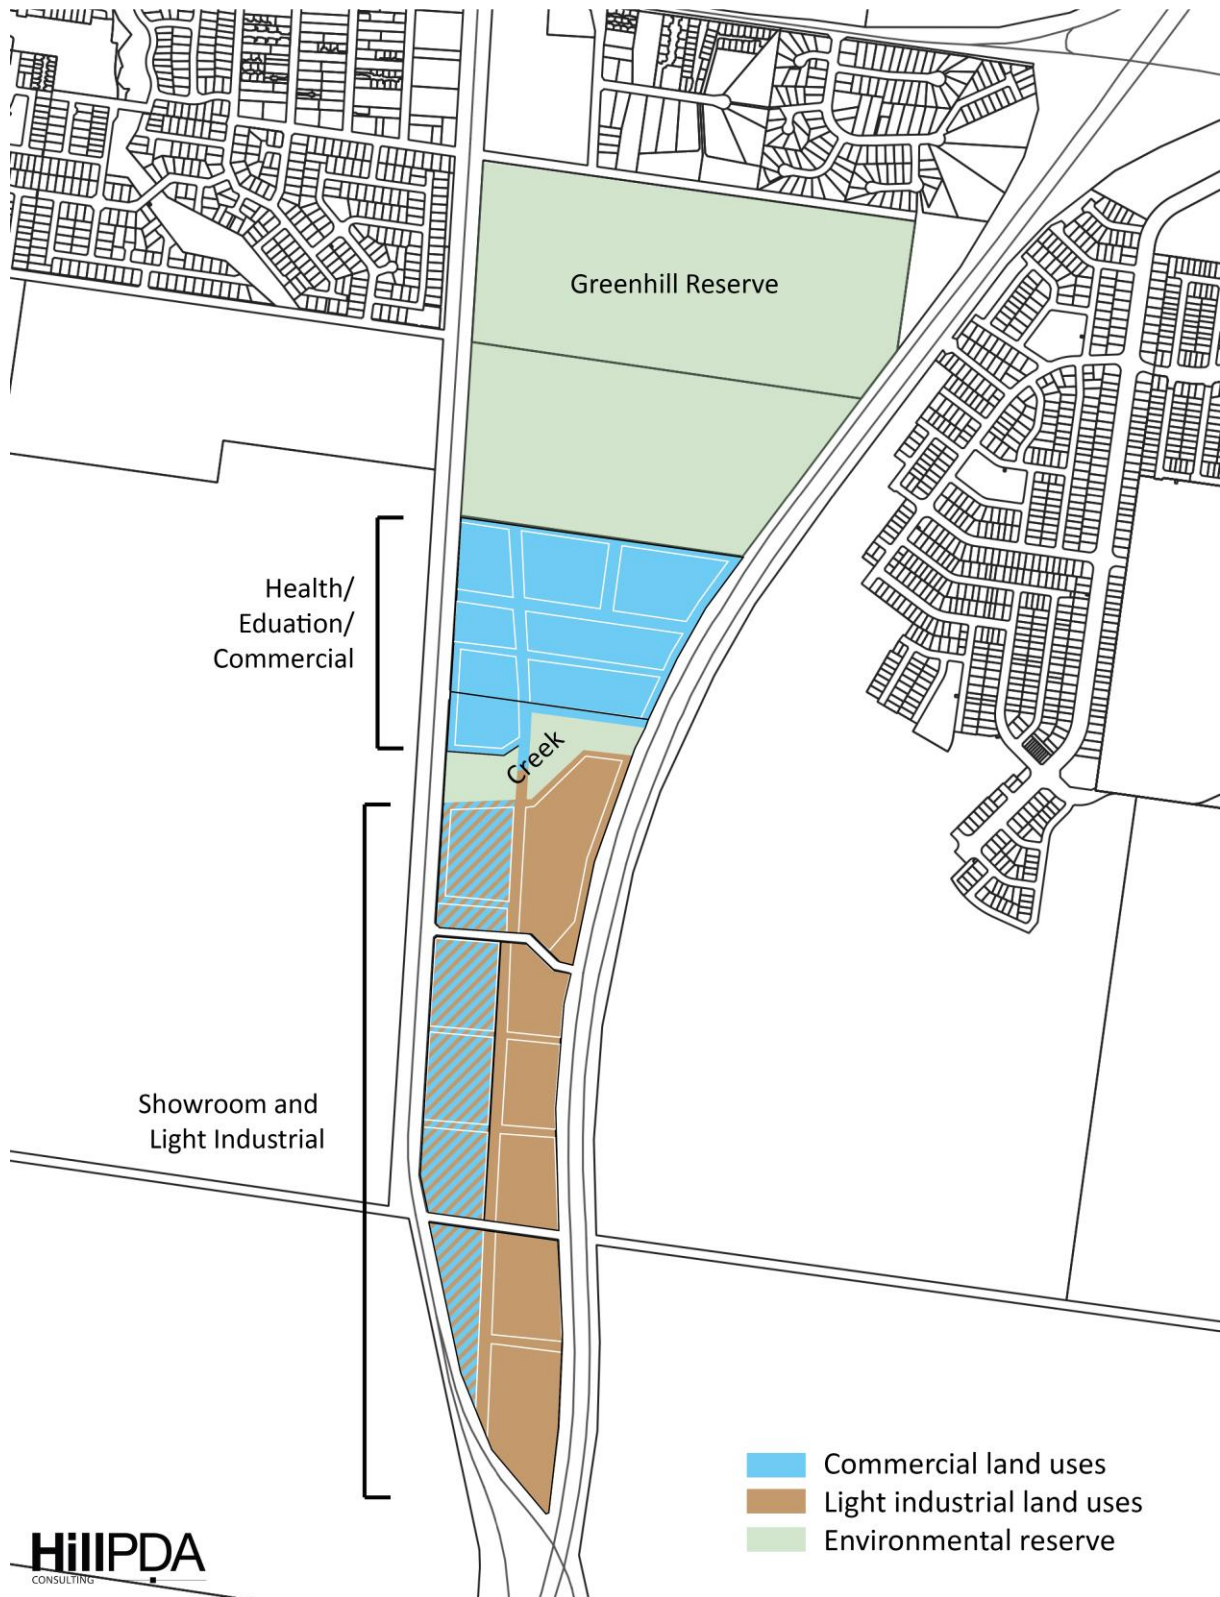 Greenhill Reserve
Health/
Eduation/
Commercial
Creek
Showroom and
Light Industrial
Commercial land uses
Light industrial land uses
Environmental reserve
HillPDA
CONSULTING